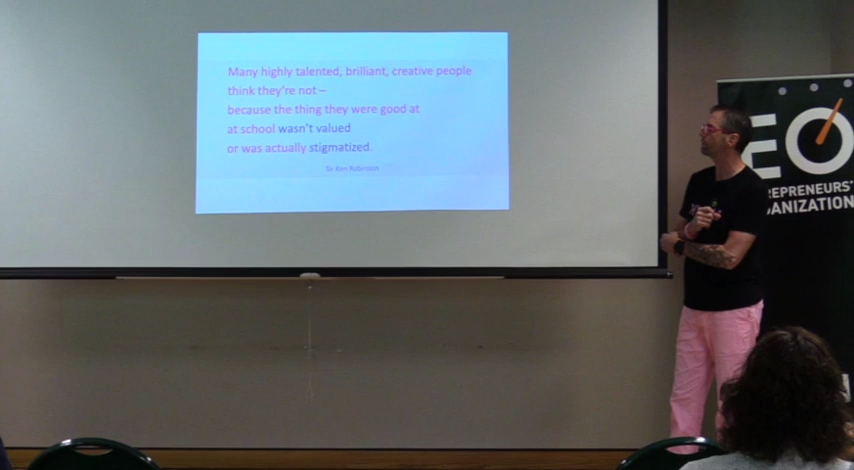 Many highly talented, brilliant, creative people
think they're not –
because the thing they were good at
at school wasn't valued
or was actually stigmatized.
Sir Ken Robinson
EO
REPRENEURS'
ANIZATION